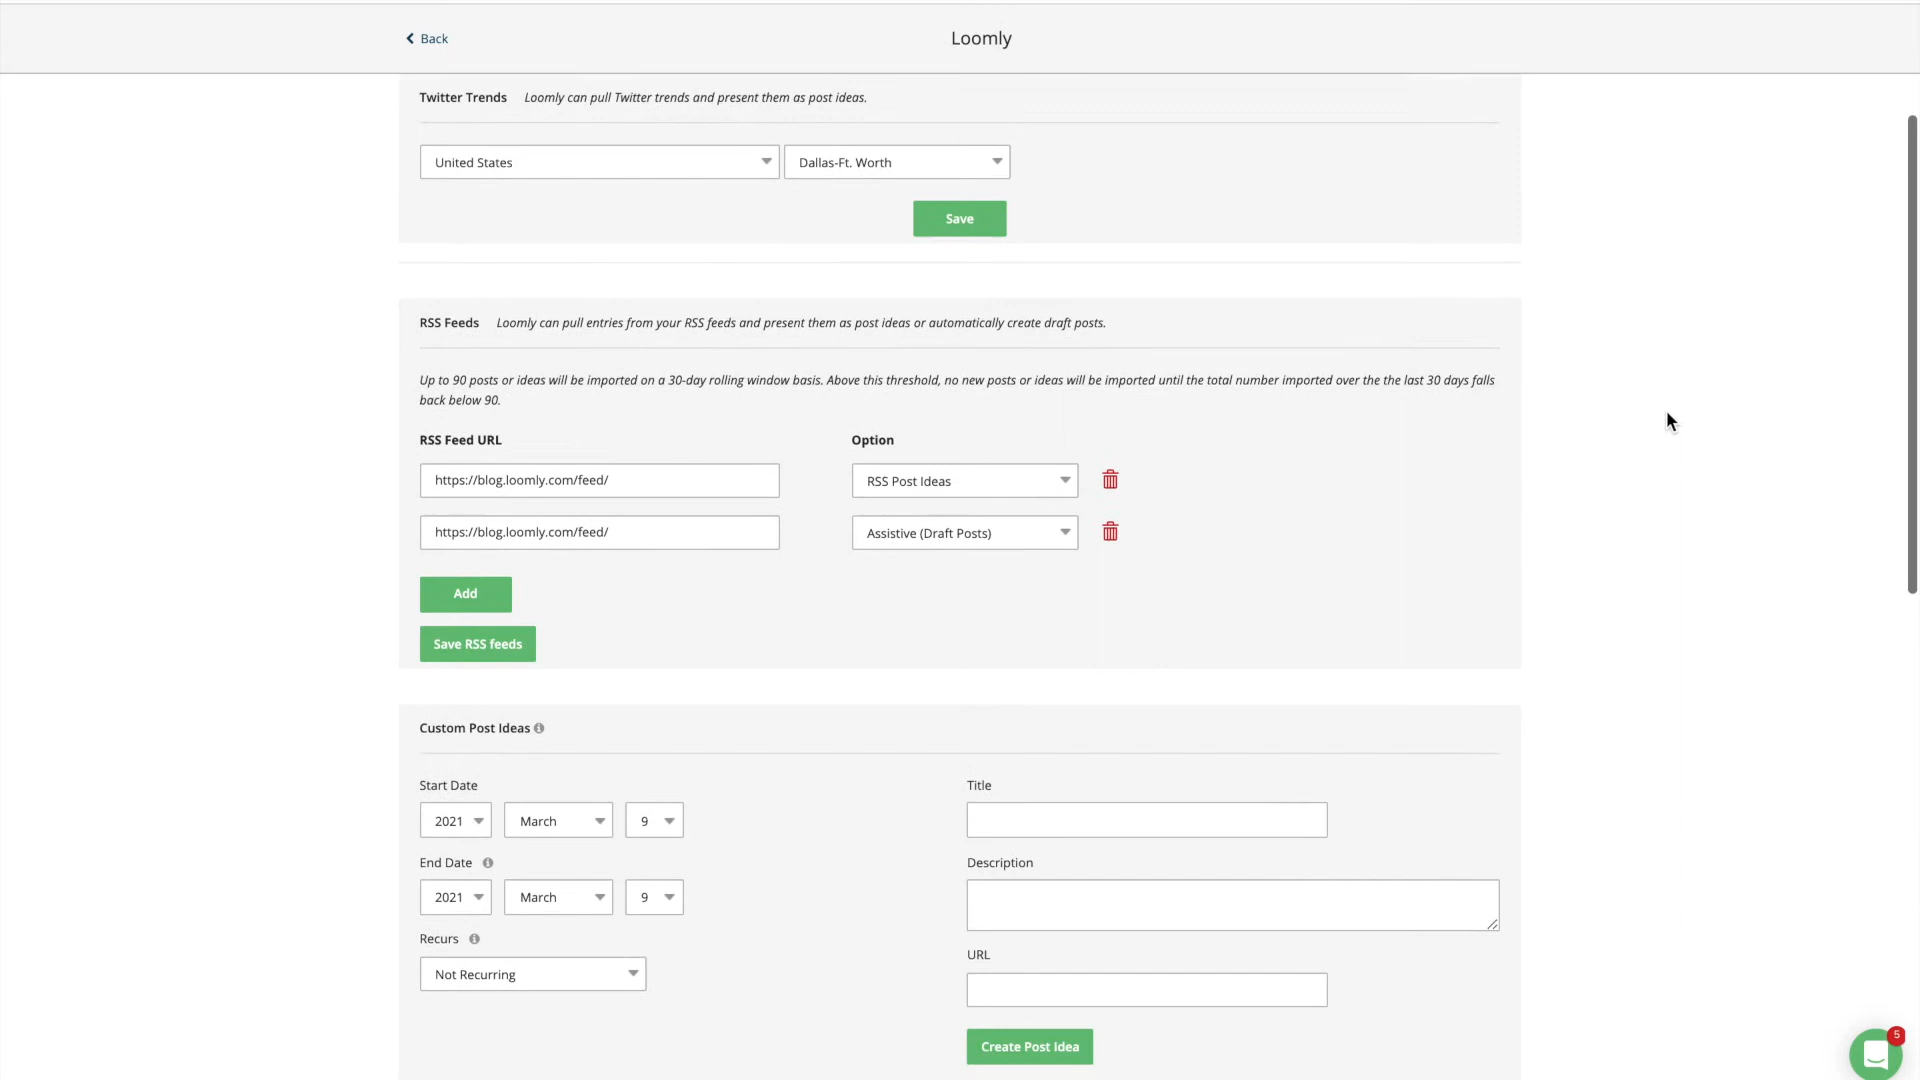 Back
Loomly
Twitter Trends Loomly can pull Twitter trends and present them as post ideas.
United States
Dallas-Ft. Worth
Save
RSS Feeds Loomly can pull entries from your RSS feeds and present them as post ideas or automatically create draft posts.
Up to 90 posts or ideas will be imported on a 30-day rolling window basis. Above this threshold, no new posts or ideas will be imported until the total number imported over the the last 30 days falls
back below 90.
RSS Feed URL
Option
https://blog.loomly.com/feed/
RSS Post Ideas
https://blog.loomly.com/feed/
Assistive (Draft Posts)
Add
Save RSS feeds
Custom Post Ideas
Start Date
2021
March
9
End Date
2021
March
9
Recurs
Not Recurring
Title
Description
URL
Create Post Idea
5